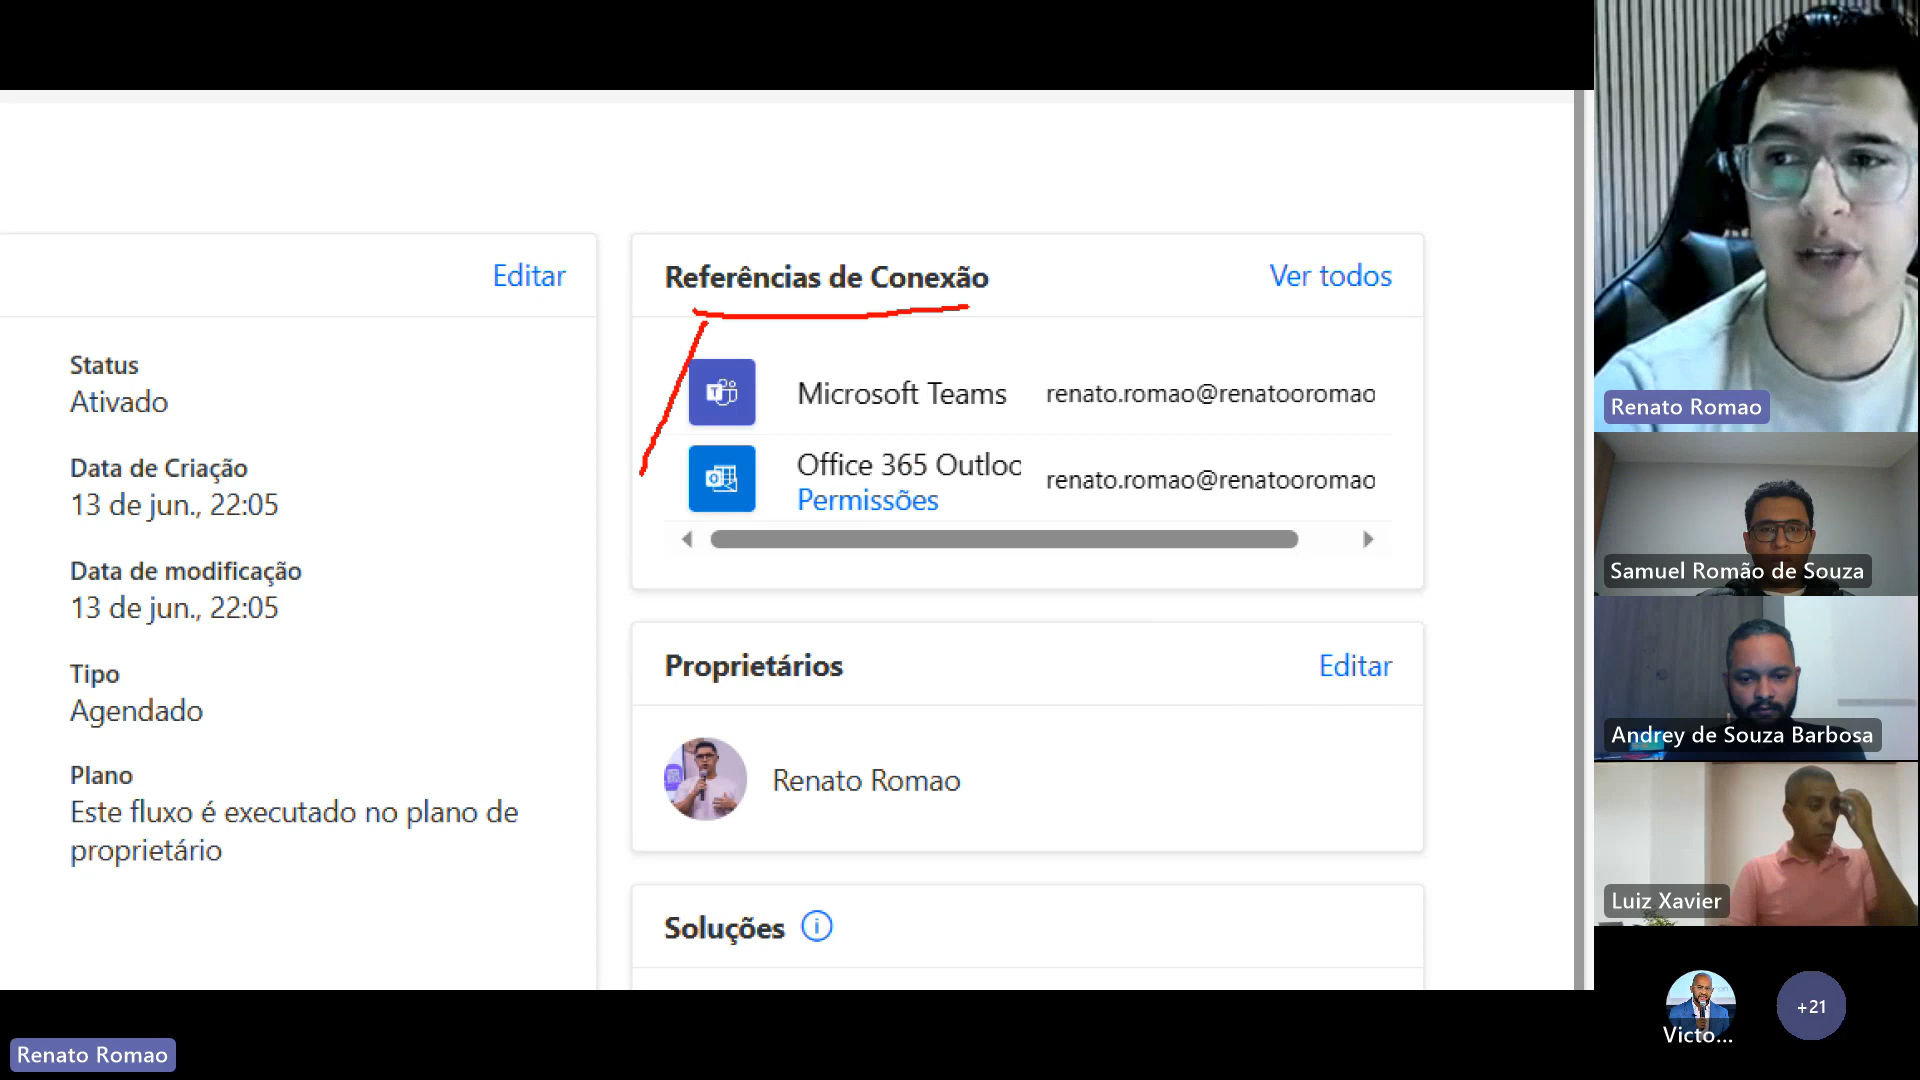 Editar
Status
Ativado
Data de Criação
13 de jun., 22:05
Data de modificação
13 de jun., 22:05
Tipo
Agendado
Plano
Este fluxo é executado no plano de
proprietário
Referências de Conexão
Ver todos
Microsoft Teams
renato.romao@renatooromao
Office 365 Outloo
Permissões
renato.romao@renatooromao
Proprietários
Editar
Renato Romao
Soluções
Renato Romao
Samuel Romão de Souza
Andrey de Souza Barbosa
Luiz Xavier
Victo...
+21
Renato Romao